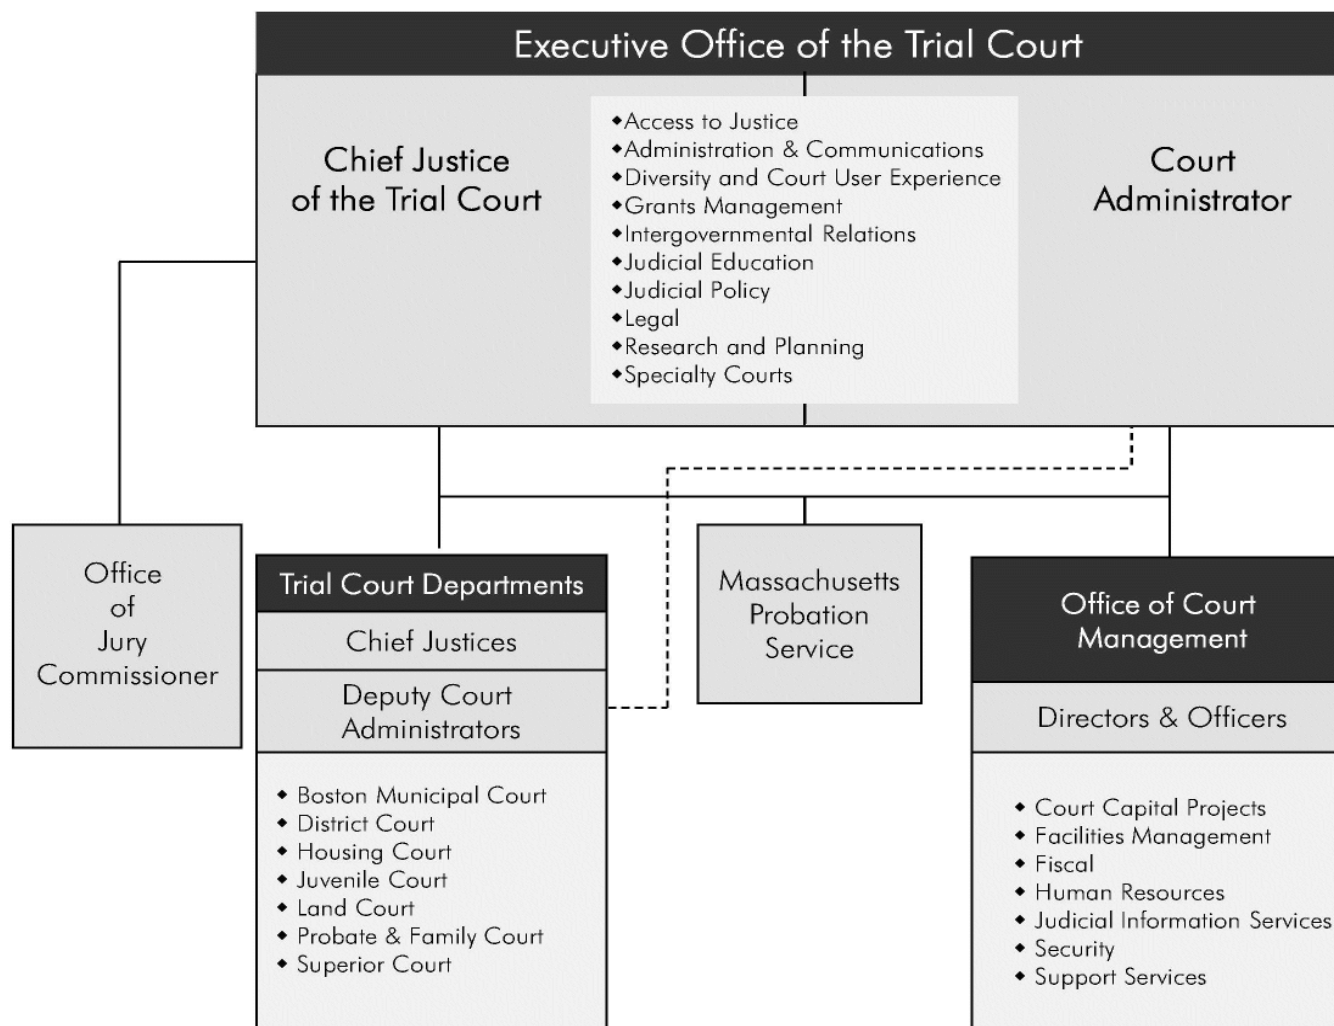 Executive Office of the Trial Court
Chief Justice
of the Trial Court
◆Access to Justice
◆Administration & Communications
◆Diversity and Court User Experience
◆Grants Management
◆Intergovernmental Relations
◆Judicial Education
◆Judicial Policy
◆Legal
◆Research and Planning
◆Specialty Courts
Court
Administrator
Office
of
Jury
Commissioner
Trial Court Departments
Chief Justices
Deputy Court
Administrators
◆ Boston Municipal Court
◆ District Court
◆ Housing Court
◆ Juvenile Court
◆ Land Court
◆ Probate & Family Court
◆ Superior Court
Massachusetts
Probation
Service
Office of Court
Management
Directors & Officers
◆ Court Capital Projects
◆ Facilities Management
◆ Fiscal
◆ Human Resources
◆ Judicial Information Services
◆ Security
◆ Support Services